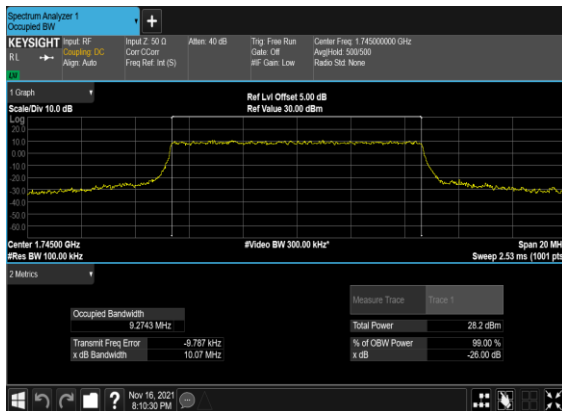 Spectrum Analyzer 1
Occupied BW
KEYSIGHT
RL
Input: RF
Coupling: DC
Align: Auto
Input Z: 50 Ω
Corr CCorr
Freq Ref: Int (S)
Atten: 40 dB
Trig: Free Run
Gate: Off
#IF Gain: Low
Center Freq: 1.745000000 GHz
Avg|Hold: 500/500
Radio Std: None
1 Graph
Scale/Div 10.0 dB
Ref Lvl Offset 5.00 dB
Ref Value 30.00 dBm
Log
20.0
10.0
0.00
-10.0
-20.0
-30.0
-40.0
-50.0
-60.0
Center 1.74500 GHz
#Res BW 100.00 kHz
#Video BW 300.00 kHz*
Span 20 MH
Sweep 2.53 ms (1001 pts
2 Metrics
Measure Trace
Trace 1
Occupied Bandwidth
9.2743 MHz
Total Power
28.2 dBm
Transmit Freq Error
-9.787 kHz
% of OBW Power
99.00 %
x dB Bandwidth
10.07 MHz
x dB
-26.00 dB
Nov 16, 2021
8:10:30 PM